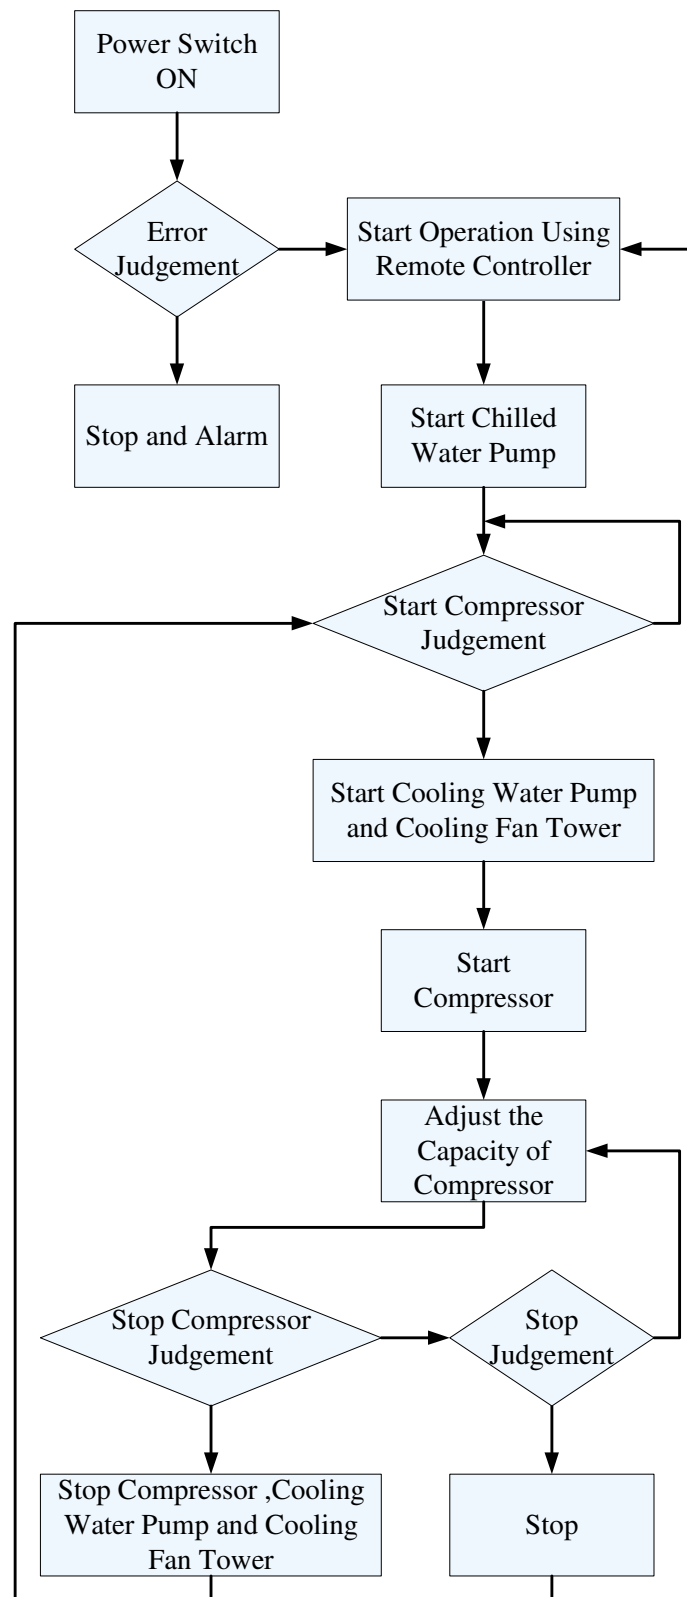 Power Switch
ON
Error
Judgement
Start Operation Using
Remote Controller
Stop and Alarm
Start Chilled
Water Pump
Start Compressor
Judgement
Start Cooling Water Pump
and Cooling Fan Tower
Start
Compressor
Adjust the
Capacity of
Compressor
Stop Compressor
Judgement
Stop
Judgement
Stop Compressor ,Cooling
Water Pump and Cooling
Fan Tower
Stop